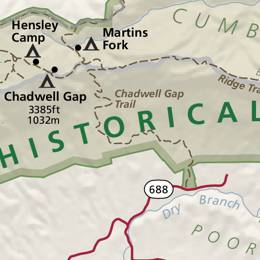 Hensley
Camp
Martins
Fork
CUMB
Ridge Tra
Chadwell Gap
3385ft
1032m
Chadwell Gap
Trail
HISTORICAL
688
Dry Branch
POOR